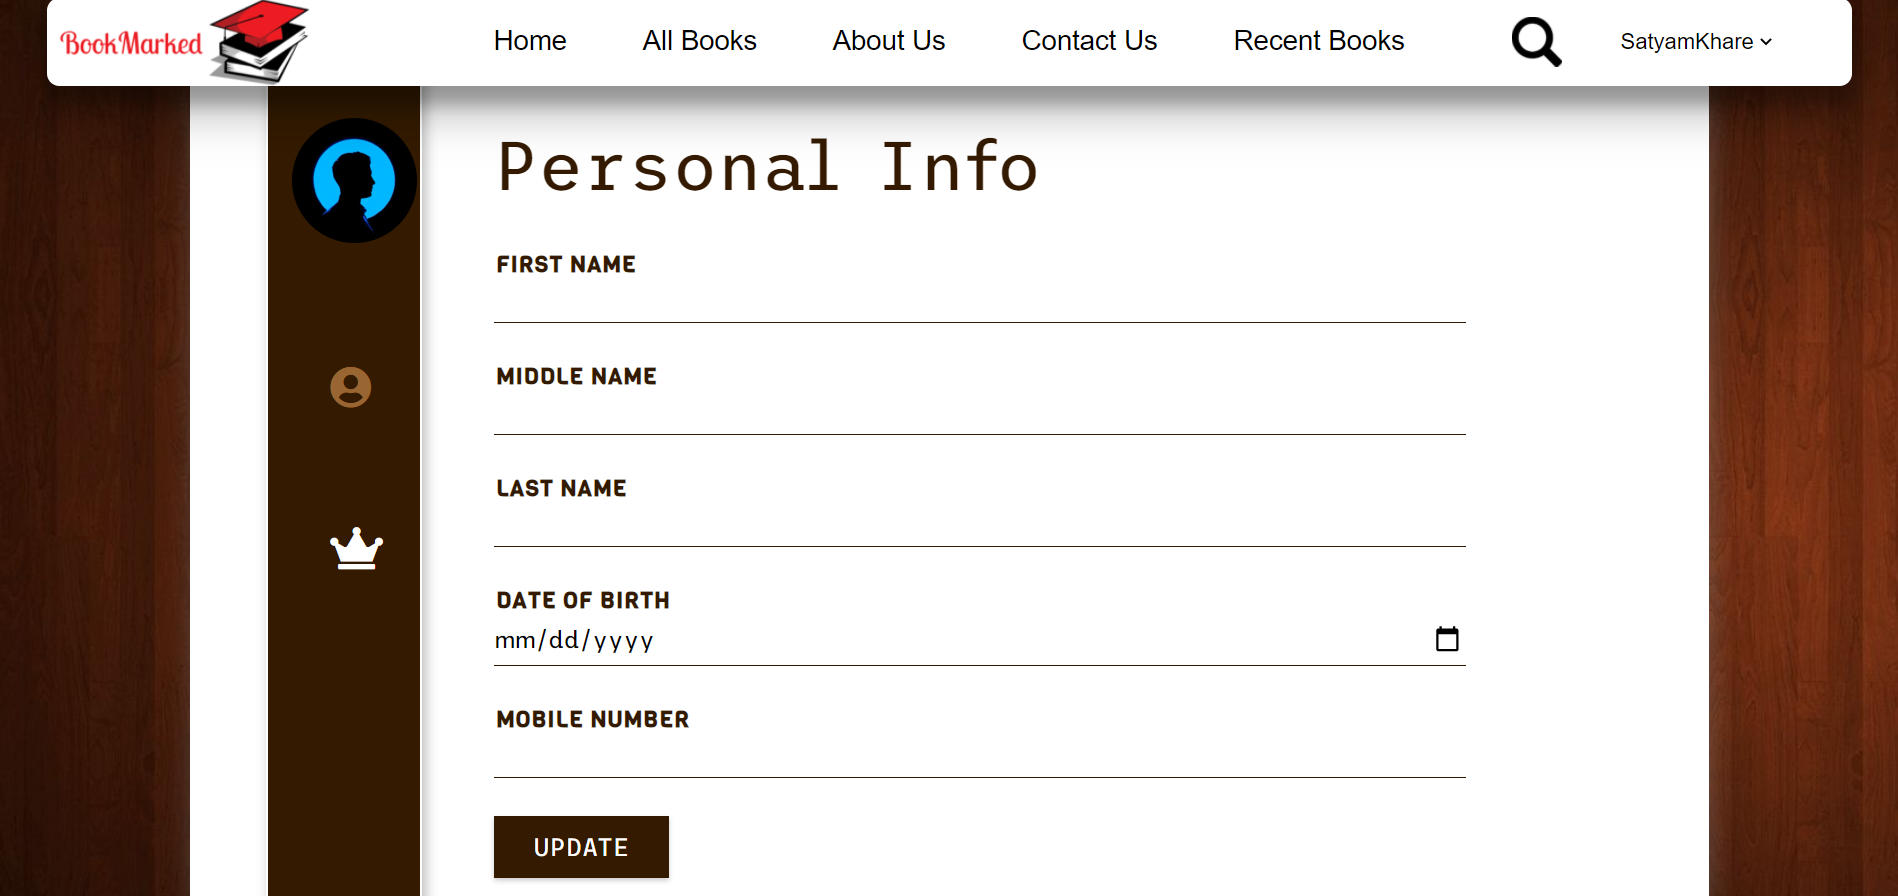 BookMarked
Home All Books About Us Contact Us Recent Books SatyamKhare
Personal Info
FIRST NAME
MIDDLE NAME
LAST NAME
DATE OF BIRTH
mm/dd/yyyy
MOBILE NUMBER
UPDATE